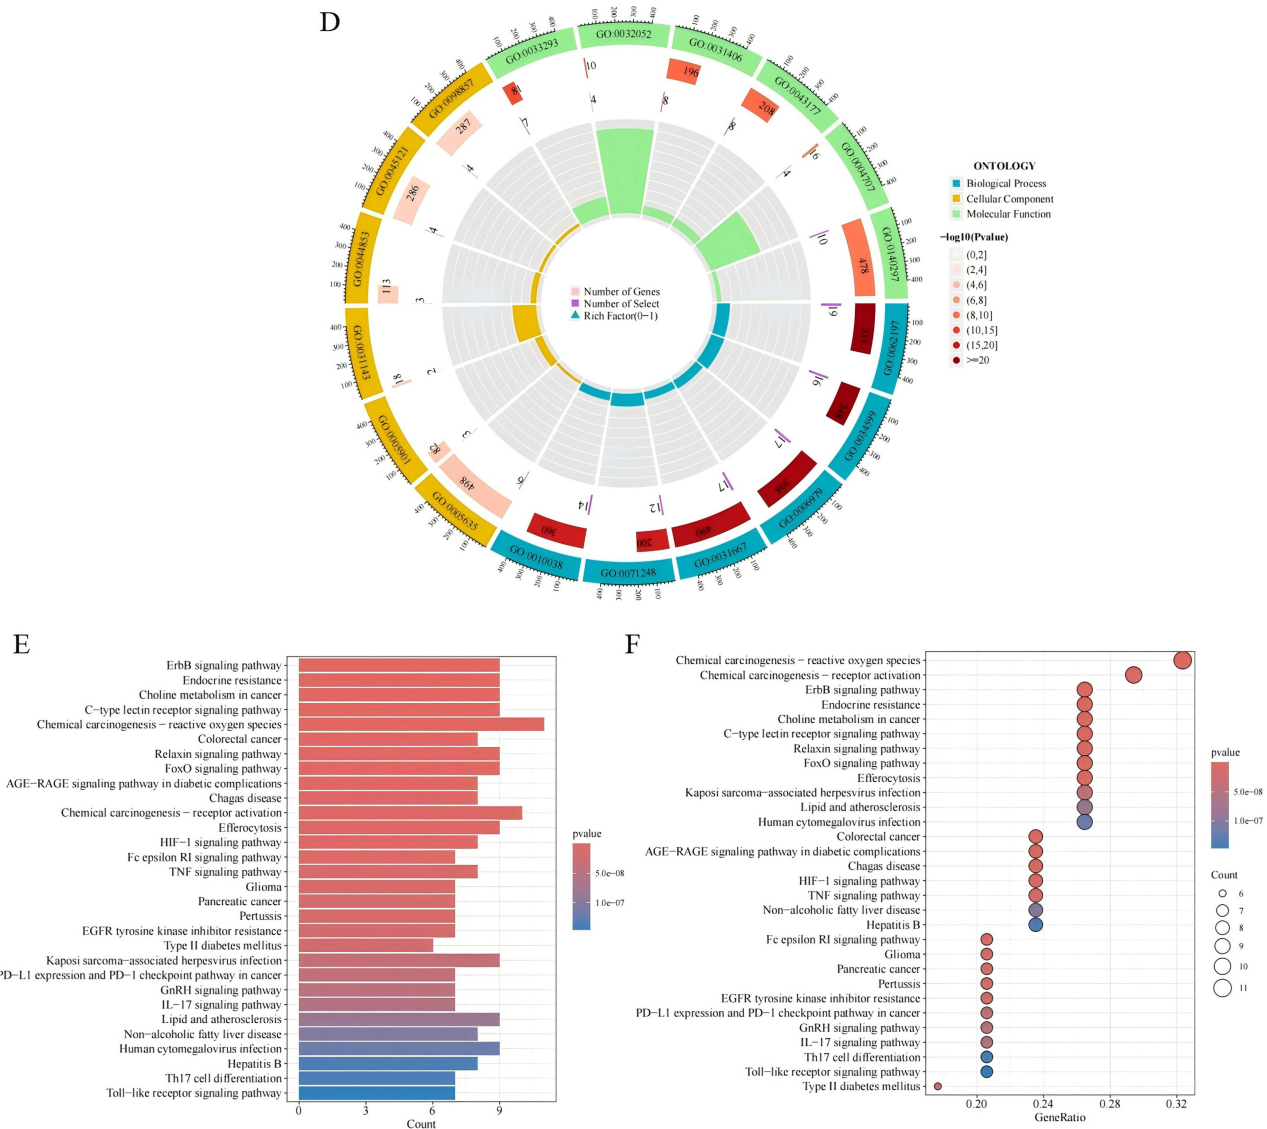 D
GO:0033293
GO:0032052
GO:0031406
GO:0043177
GO:0004707
GO:0140297
GO:0062197
GO:0034599
GO:0006979
GO:0031667
GO:0071248
GO:0010038
GO:0005635
GO:0005901
GO:0031143
GO:0044853
GO:0045121
GO:0098857
100 200 300 400
81
10
196
208
16
478
490
200
360
498
82
18
113
286
287
7
4
8
8
4
10
19
16
17
17
12
14
6
3
2
3
4
4
Number of Genes
Number of Select
Rich Factor(0−1)
ONTOLOGY
Biological Process
Cellular Component
Molecular Function
−log10(Pvalue)
(0,2]
(2,4]
(4,6]
(6,8]
(8,10]
(10,15]
(15,20]
>=20
E
ErbB signaling pathway
Endocrine resistance
Choline metabolism in cancer
C−type lectin receptor signaling pathway
Chemical carcinogenesis − reactive oxygen species
Colorectal cancer
Relaxin signaling pathway
FoxO signaling pathway
AGE−RAGE signaling pathway in diabetic complications
Chagas disease
Chemical carcinogenesis − receptor activation
Efferocytosis
HIF−1 signaling pathway
Fc epsilon RI signaling pathway
TNF signaling pathway
Glioma
Pancreatic cancer
Pertussis
EGFR tyrosine kinase inhibitor resistance
Type II diabetes mellitus
Kaposi sarcoma−associated herpesvirus infection
PD−L1 expression and PD−1 checkpoint pathway in cancer
GnRH signaling pathway
IL−17 signaling pathway
Lipid and atherosclerosis
Non−alcoholic fatty liver disease
Human cytomegalovirus infection
Hepatitis B
Th17 cell differentiation
Toll−like receptor signaling pathway
0 3 6 9
Count
pvalue
5.0e−08
1.0e−07
F
Chemical carcinogenesis − reactive oxygen species
Chemical carcinogenesis − receptor activation
ErbB signaling pathway
Endocrine resistance
Choline metabolism in cancer
C−type lectin receptor signaling pathway
Relaxin signaling pathway
FoxO signaling pathway
Efferocytosis
Kaposi sarcoma−associated herpesvirus infection
Lipid and atherosclerosis
Human cytomegalovirus infection
Colorectal cancer
AGE−RAGE signaling pathway in diabetic complications
Chagas disease
HIF−1 signaling pathway
TNF signaling pathway
Non−alcoholic fatty liver disease
Hepatitis B
Fc epsilon RI signaling pathway
Glioma
Pancreatic cancer
Pertussis
EGFR tyrosine kinase inhibitor resistance
PD−L1 expression and PD−1 checkpoint pathway in cancer
GnRH signaling pathway
IL−17 signaling pathway
Th17 cell differentiation
Toll−like receptor signaling pathway
Type II diabetes mellitus
0.20 0.24 0.28 0.32
GeneRatio
pvalue
5.0e−08
1.0e−07
Count
6
7
8
9
10
11